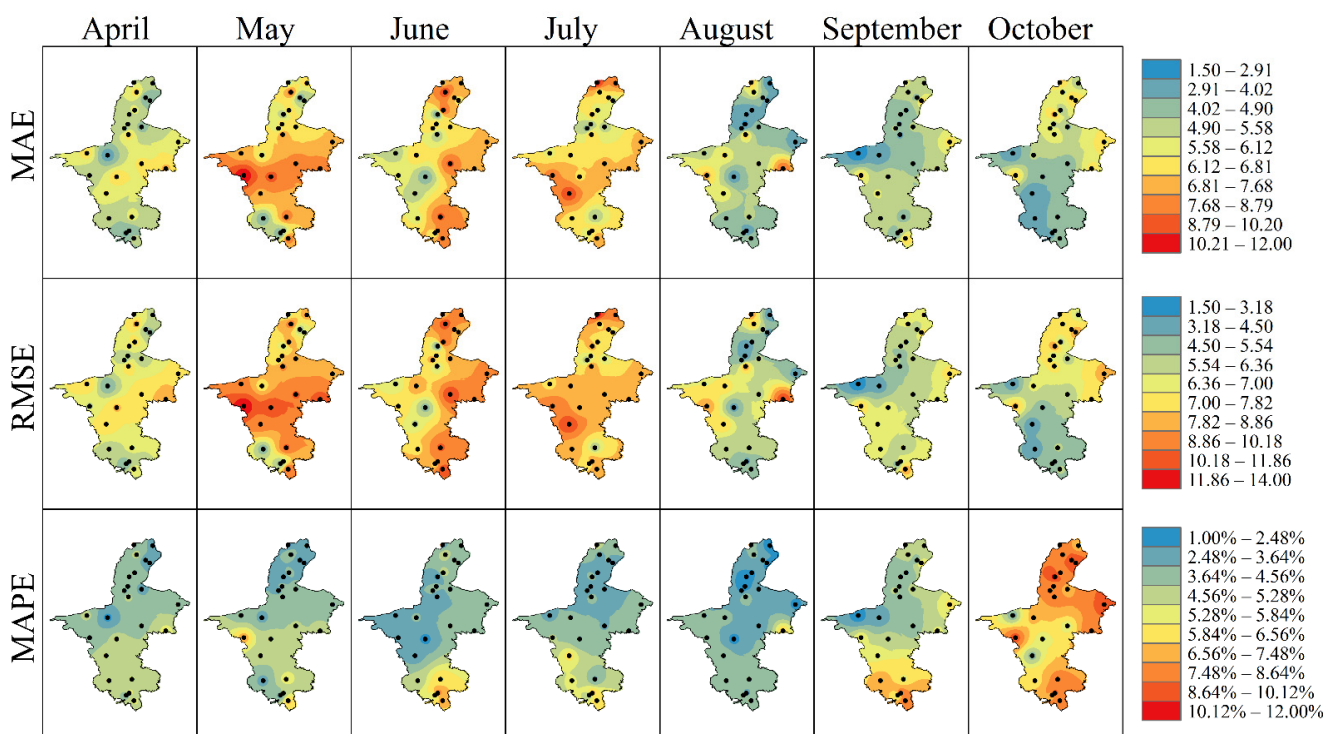 April May June July August September October
MAE
1.50 – 2.91
2.91 – 4.02
4.02 – 4.90
4.90 – 5.58
5.58 – 6.12
6.12 – 6.81
6.81 – 7.68
7.68 – 8.79
8.79 – 10.20
10.21 – 12.00
RMSE
1.50 – 3.18
3.18 – 4.50
4.50 – 5.54
5.54 – 6.36
6.36 – 7.00
7.00 – 7.82
7.82 – 8.86
8.86 – 10.18
10.18 – 11.86
11.86 – 14.00
MAPE
1.00% – 2.48%
2.48% – 3.64%
3.64% – 4.56%
4.56% – 5.28%
5.28% – 5.84%
5.84% – 6.56%
6.56% – 7.48%
7.48% – 8.64%
8.64% – 10.12%
10.12% – 12.00%